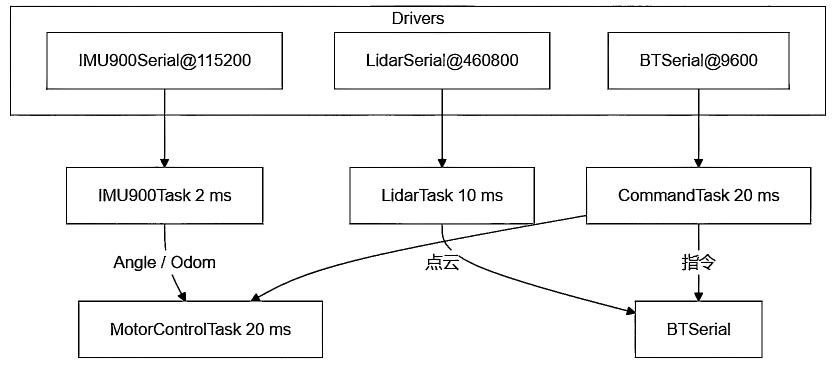 Drivers
IMU900Serial@115200
LidarSerial@460800
BTSerial@9600
IMU900Task 2 ms
LidarTask 10 ms
CommandTask 20 ms
Angle / Odom
点云
指令
MotorControlTask 20 ms
BTSerial